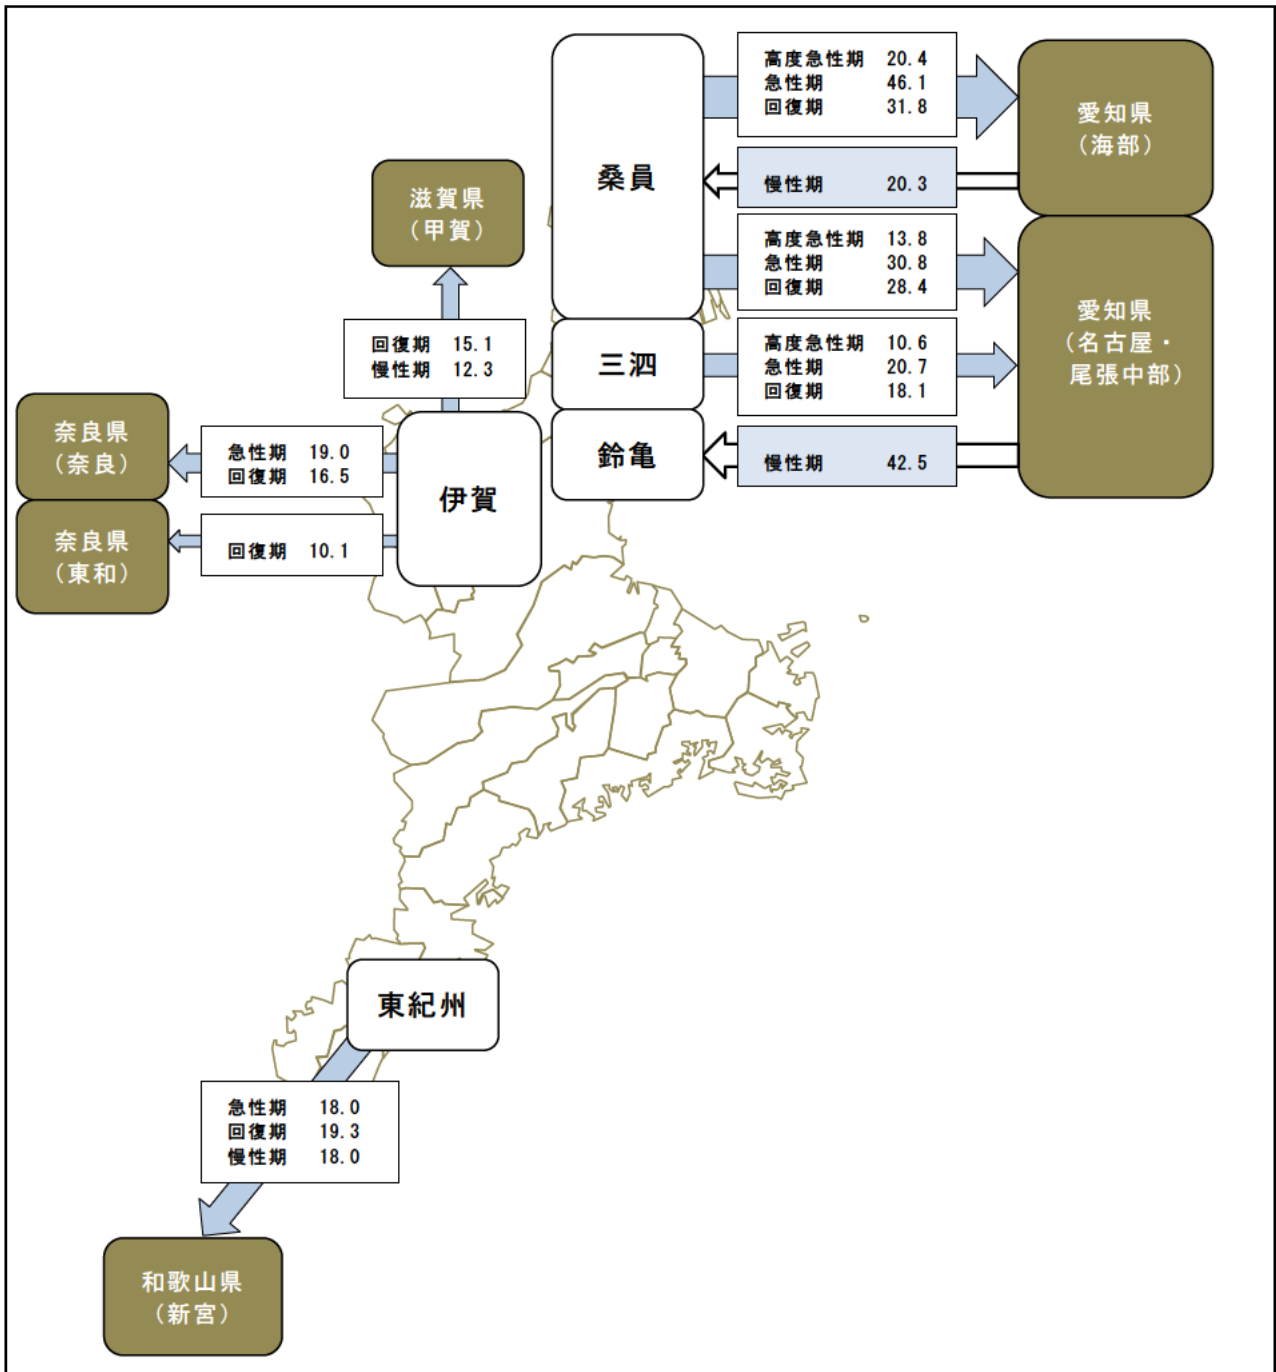 高度急性期 20.4
急性期 46.1
回復期 31.8
愛知県
（海部）
桑員
慢性期 20.3
滋賀県
（甲賀）
高度急性期 13.8
急性期 30.8
回復期 28.4
愛知県
（名古屋・
尾張中部）
回復期 15.1
慢性期 12.3
三泗
高度急性期 10.6
急性期 20.7
回復期 18.1
奈良県
（奈良）
急性期 19.0
回復期 16.5
鈴亀
慢性期 42.5
伊賀
奈良県
（東和）
回復期 10.1
東紀州
急性期 18.0
回復期 19.3
慢性期 18.0
和歌山県
（新宮）